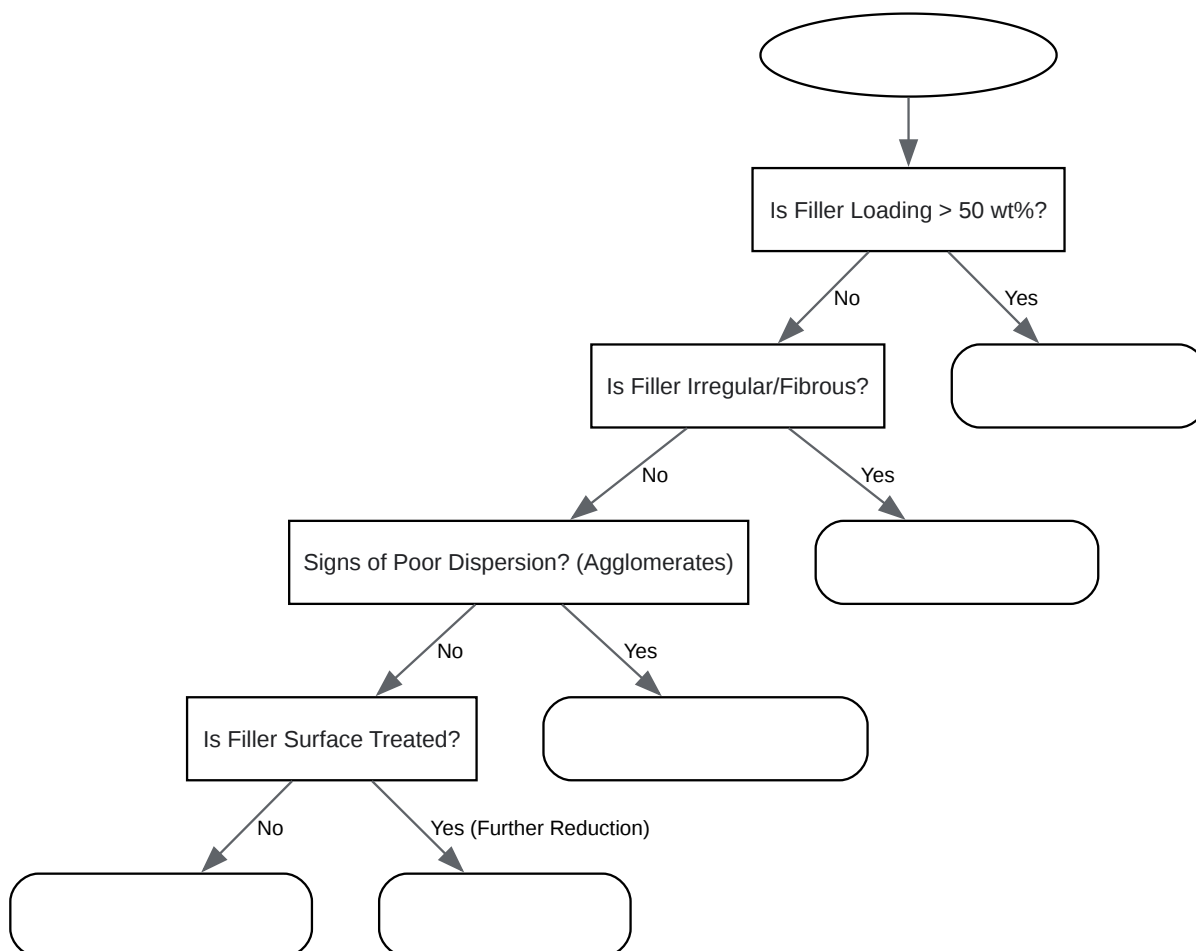 Is Filler Loading > 50 wt%?
No
Yes
Is Filler Irregular/Fibrous?
No
Yes
Signs of Poor Dispersion? (Agglomerates)
No
Yes
Is Filler Surface Treated?
No
Yes (Further Reduction)